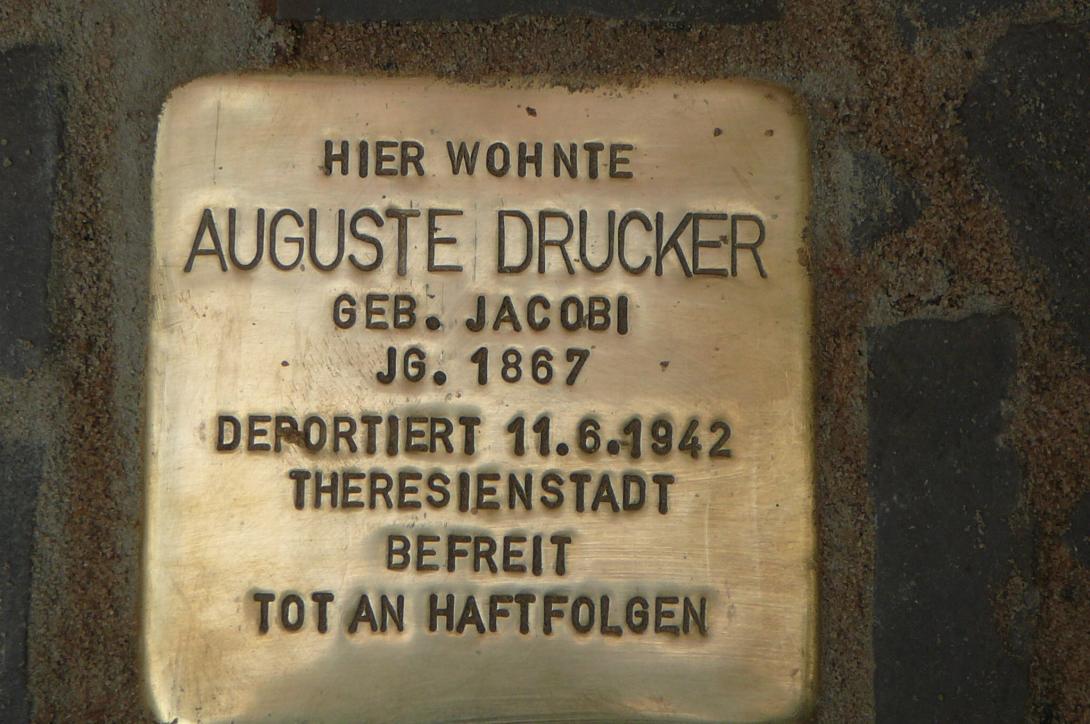 HIER WOHNTE
AUGUSTE DRUCKER
GEB. JACOBI
JG. 1867
DEPORTIERT 11.6.1942
THERESIENSTADT
BEFREIT
TOT AN HAFTFOLGEN